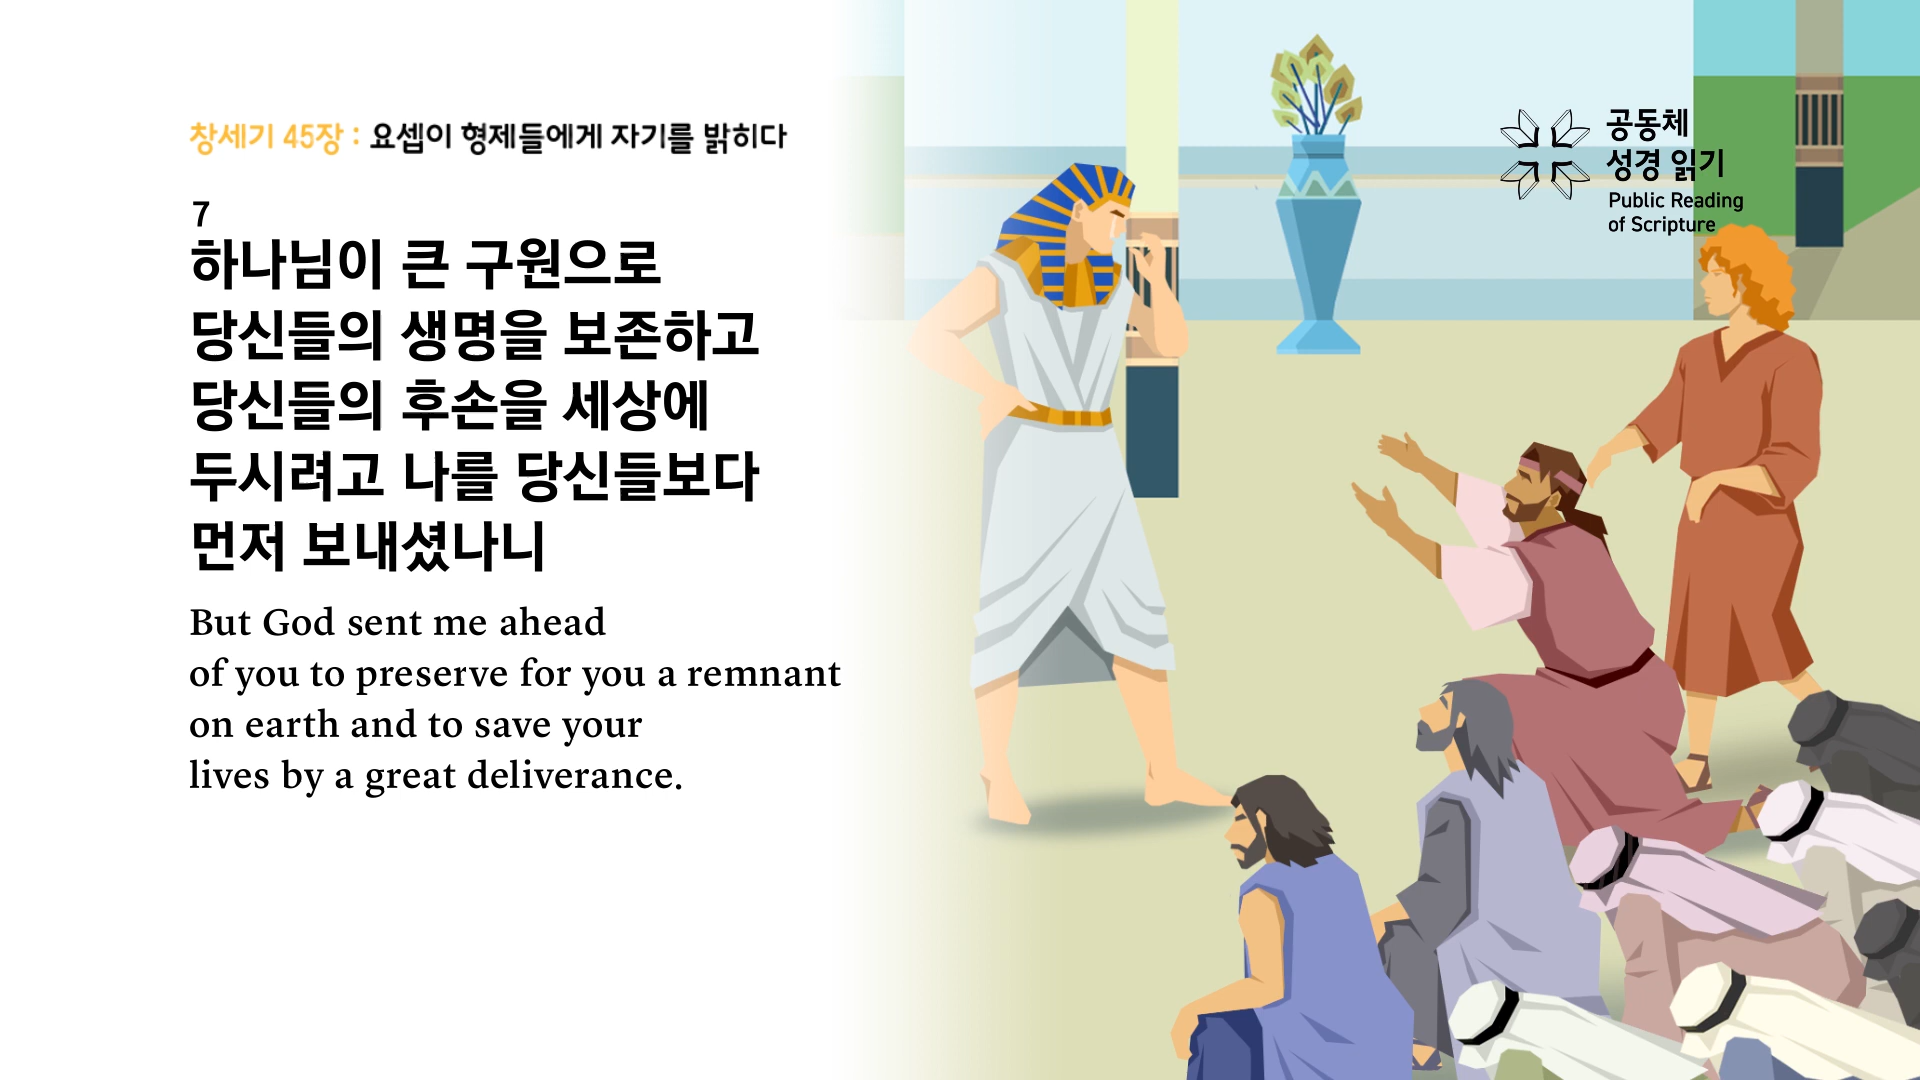 창세기 45장 : 요셉이 형제들에게 자기를 밝히다
7
하나님이 큰 구원으로
당신들의 생명을 보존하고
당신들의 후손을 세상에
두시려고 나를 당신들보다
먼저 보내셨나니
But God sent me ahead
of you to preserve for you a remnant
on earth and to save your
lives by a great deliverance.
공동체
성경 읽기
Public Reading
of Scripture